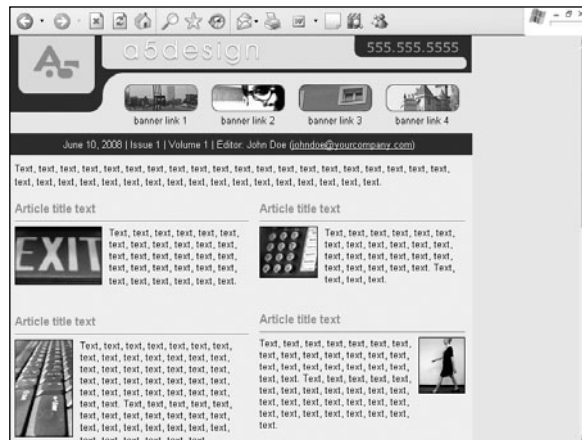 a5design
555.555.5555
A5
banner link 1
banner link 2
banner link 3
banner link 4
June 10, 2008 | Issue 1 | Volume 1 | Editor: John Doe (johndoe@yourcompany.com)
Text, text, text, text, text, text, text, text, text, text, text, text, text, text, text, text, text, text, text, text, text,
text, text, text, text, text, text, text, text, text, text, text, text, text, text, text, text, text, text.
Article title text
EXIT
Text, text, text, text, text, text,
text, text, text, text, text, text,
text, text, text, text, text, text,
text, text, text, text, text, text,
text, text, text, text, text, text.
Article title text
Text, text, text, text, text, text,
text, text, text, text, text, text,
text, text, text, text, text, text,
text, text, text, text, text. Text,
text, text, text.
Article title text
Text, text, text, text, text, text, text,
text, text, text, text, text, text, text,
text, text, text, text, text, text, text,
text, text, text, text, text, text, text,
text, text, text, text, text, text, text,
text, text. Text, text, text, text, text,
text, text, text, text, text, text, text,
text, text, text, text, text, text, text,
text, text, text, text, text, text.
Article title text
Text, text, text, text, text, text, text,
text, text, text, text, text, text, text,
text, text, text, text, text, text, text,
text, text. Text, text, text, text, text,
text, text, text, text, text, text, text,
text, text, text, text, text, text, text,
text, text, text, text, text, text, text,
text.